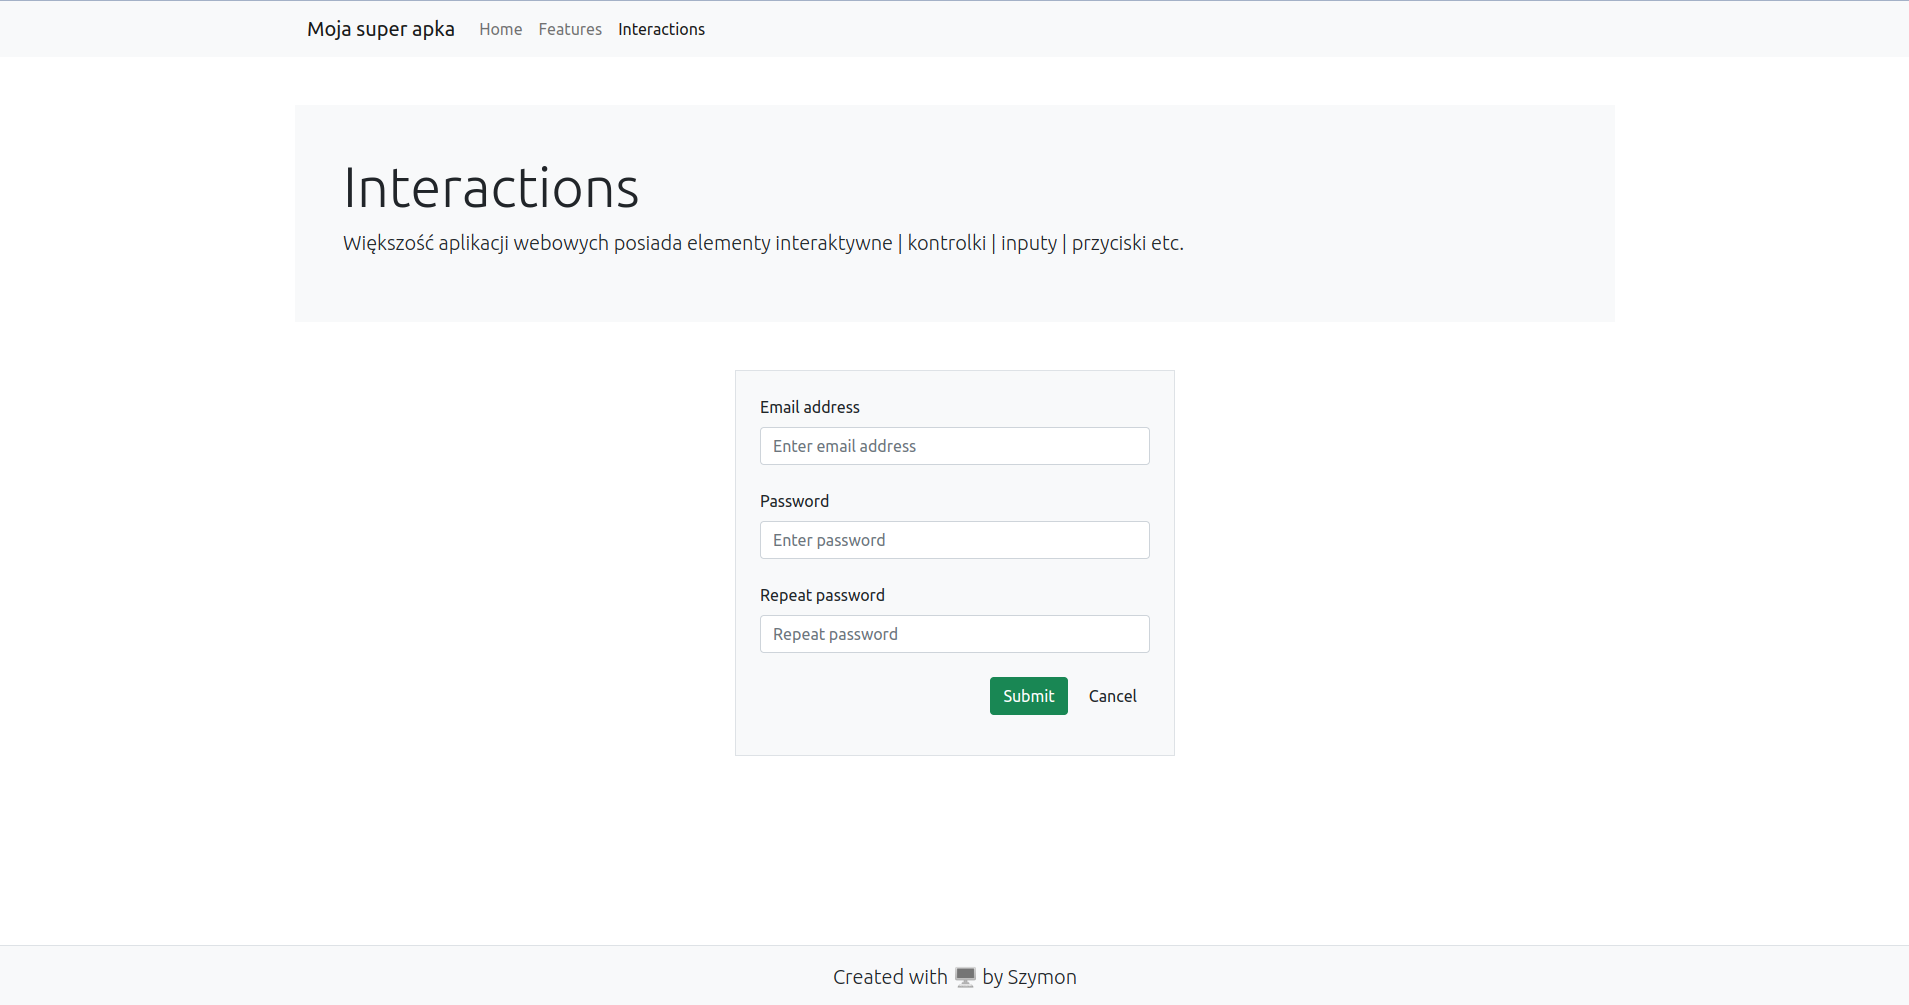 Moja super apka Home Features Interactions
Interactions
Większość aplikacji webowych posiada elementy interaktywne | kontrolki | inputy | przyciski etc.
Email address
Enter email address
Password
Enter password
Repeat password
Repeat password
Submit Cancel
Created with 🖥️ by Szymon